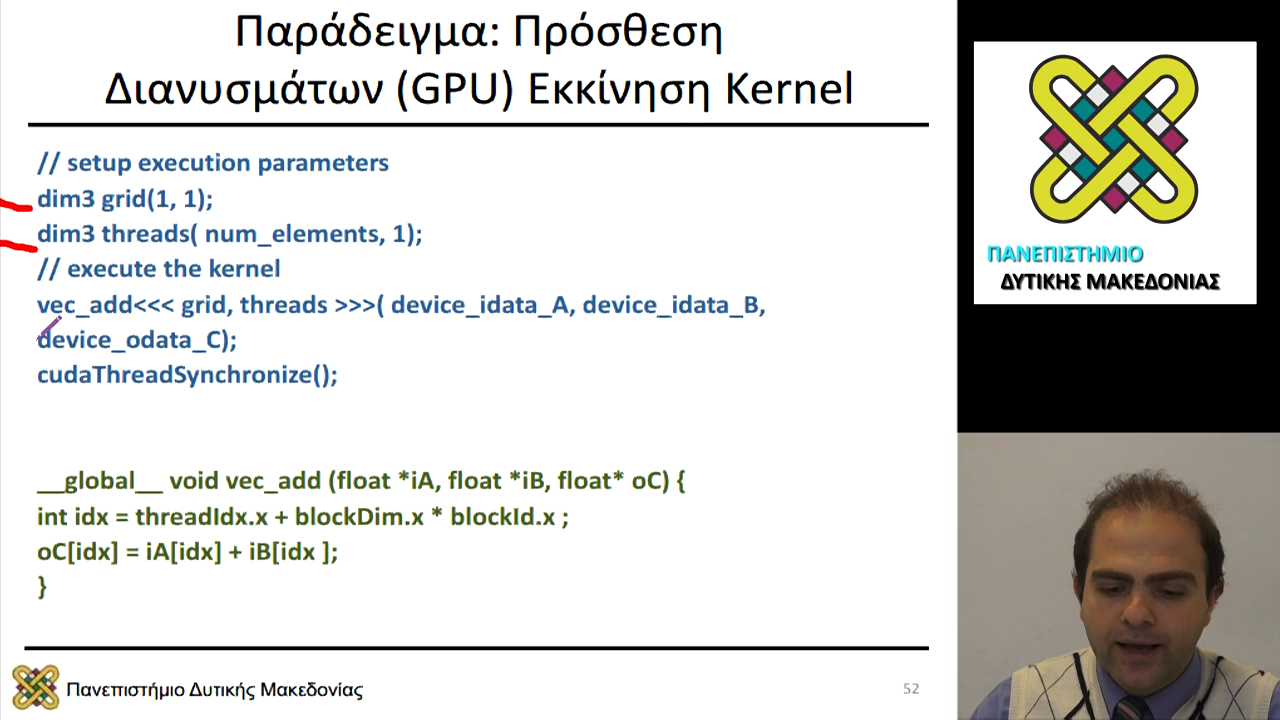 Παράδειγμα: Πρόσθεση
Διανυσμάτων (GPU) Εκκίνηση Kernel
// setup execution parameters
dim3 grid(1, 1);
dim3 threads( num_elements, 1);
// execute the kernel
vec_add<<< grid, threads >>>( device_idata_A, device_idata_B,
device_odata_C);
cudaThreadSynchronize();
__global__ void vec_add (float *iA, float *iB, float* oC) {
int idx = threadIdx.x + blockDim.x * blockId.x ;
oC[idx] = iA[idx] + iB[idx ];
}
Πανεπιστήμιο Δυτικής Μακεδονίας
52
ΠΑΝΕΠΙΣΤΗΜΙΟ
ΔΥΤΙΚΗΣ ΜΑΚΕΔΟΝΙΑΣ